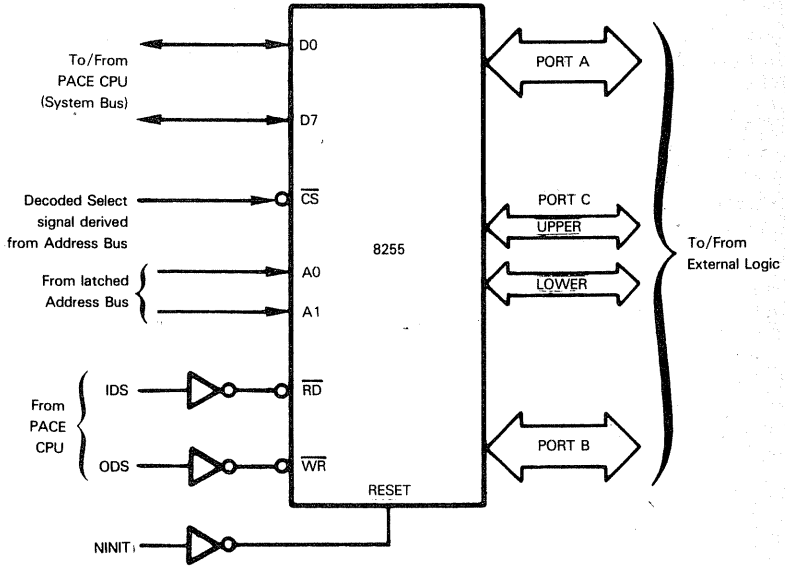 To/From
PACE CPU
(System Bus)
D0
D7
Decoded Select
signal derived
from Address Bus
CS
From latched
Address Bus
A0
A1
From
PACE
CPU
IDS
RD
ODS
WR
RESET
NINIT
8255
PORT A
PORT C
UPPER
LOWER
PORT B
To/From
External Logic